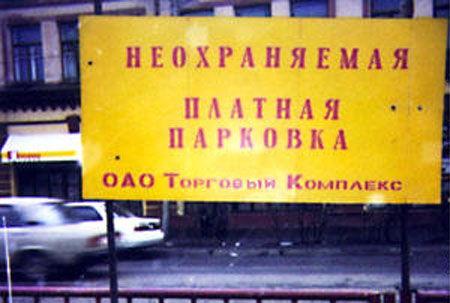 НЕОХРАНЯЕМАЯ
ПЛАТНАЯ
ПАРКОВКА
ОАО ТОРГОВЫЙ КОМПЛЕКС